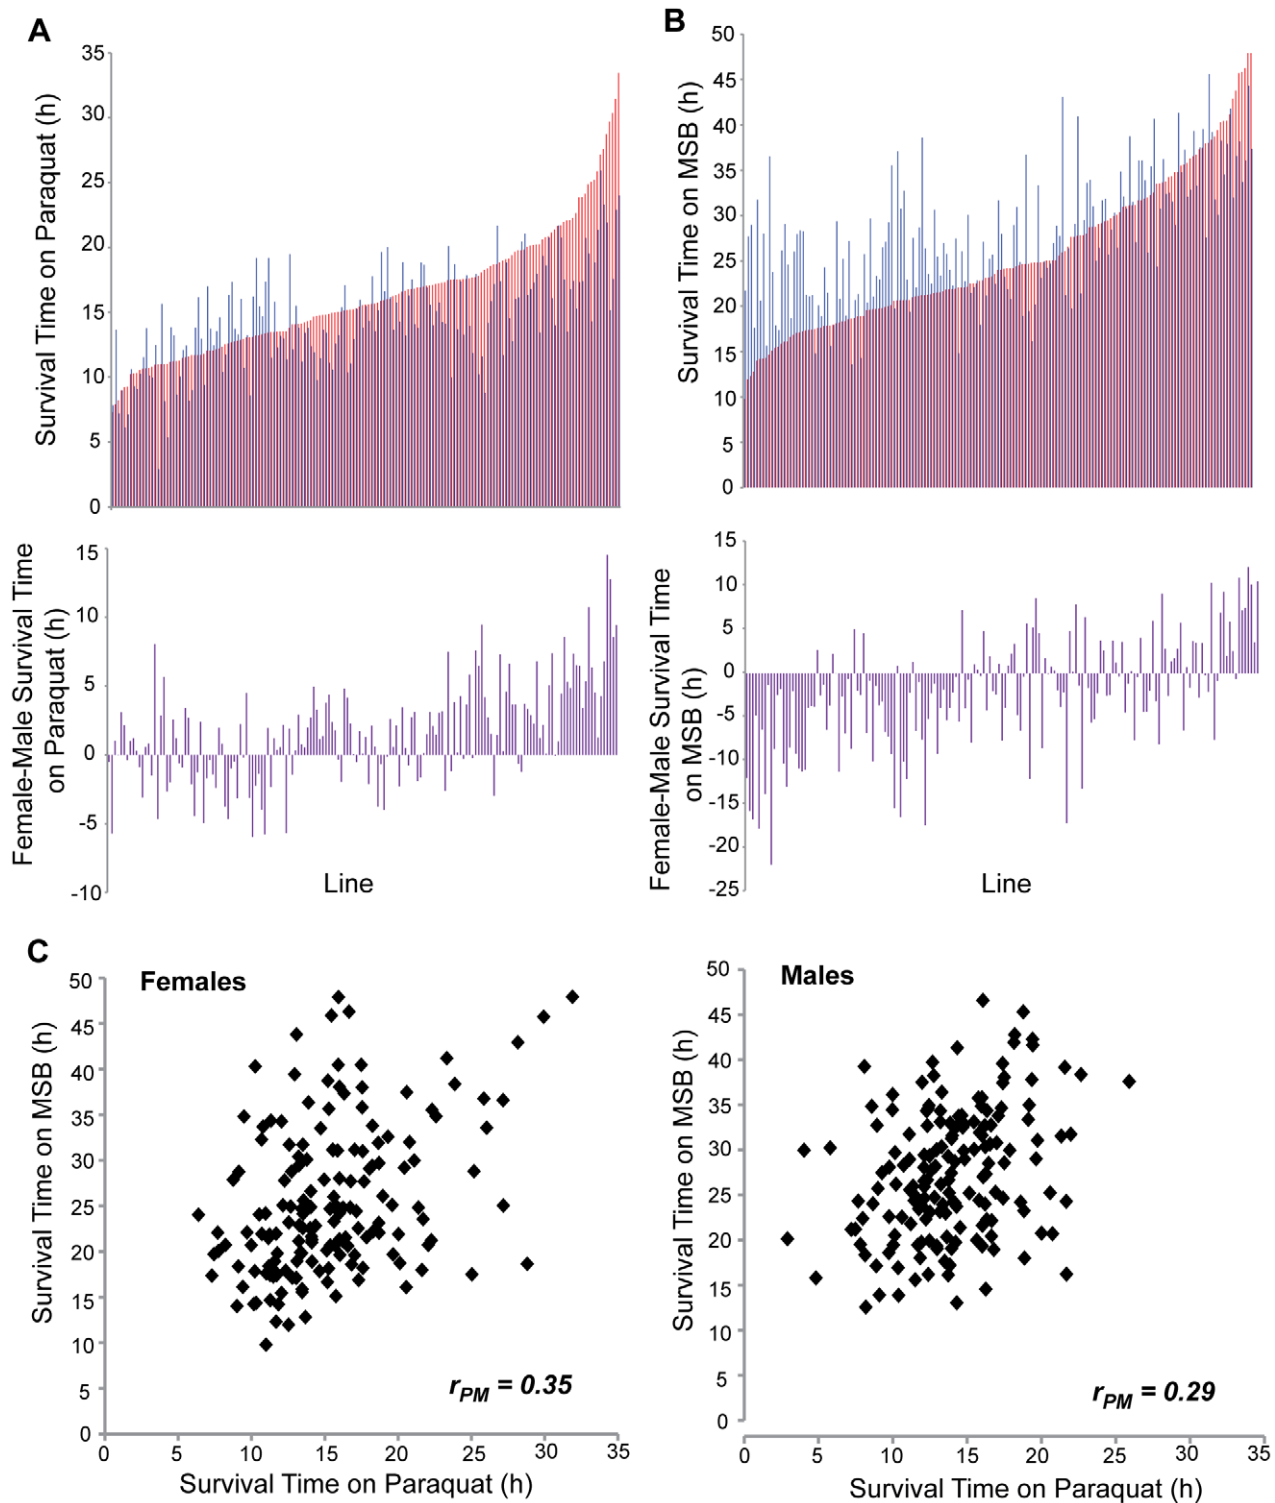 A
Survival Time on Paraquat (h)
35
30
25
20
15
10
5
0
Female-Male Survival Time
on Paraquat (h)
15
10
5
0
-5
-10
Line
B
Survival Time on MSB (h)
50
45
40
35
30
25
20
15
10
5
0
Female-Male Survival Time
on MSB (h)
15
10
5
0
-5
-10
-15
-20
-25
Line
C
Females
Survival Time on MSB (h)
50
45
40
35
30
25
20
15
10
5
0
r_PM = 0.35
0 5 10 15 20 25 30 35
Survival Time on Paraquat (h)
Males
Survival Time on MSB (h)
50
45
40
35
30
25
20
15
10
5
0
r_PM = 0.29
0 5 10 15 20 25 30 35
Survival Time on Paraquat (h)